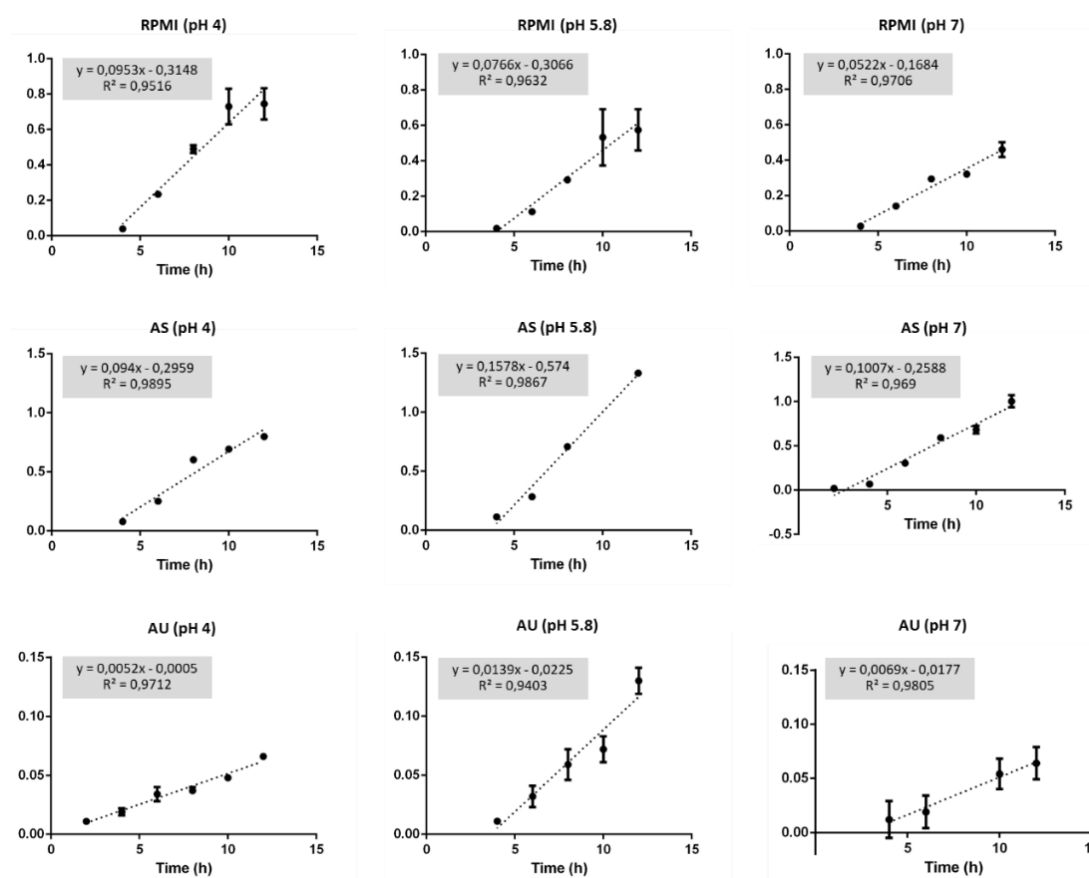 RPMI (pH 4)
y = 0,0953x - 0,3148
R² = 0,9516
1.0
0.8
0.6
0.4
0.2
0.0
0
5
10
15
Time (h)
RPMI (pH 5.8)
y = 0,0766x - 0,3066
R² = 0,9632
1.0
0.8
0.6
0.4
0.2
0.0
0
5
10
15
Time (h)
RPMI (pH 7)
y = 0,0522x - 0,1684
R² = 0,9706
1.0
0.8
0.6
0.4
0.2
0.0
0
5
10
15
Time (h)
AS (pH 4)
y = 0,094x - 0,2959
R² = 0,9895
1.5
1.0
0.5
0.0
0
5
10
15
Time (h)
AS (pH 5.8)
y = 0,1578x - 0,574
R² = 0,9867
1.5
1.0
0.5
0.0
0
5
10
15
Time (h)
AS (pH 7)
y = 0,1007x - 0,2588
R² = 0,969
1.5
1.0
0.5
0.0
-0.5
5
10
15
Time (h)
AU (pH 4)
y = 0,0052x - 0,0005
R² = 0,9712
0.15
0.10
0.05
0.00
0
5
10
15
Time (h)
AU (pH 5.8)
y = 0,0139x - 0,0225
R² = 0,9403
0.15
0.10
0.05
0.00
0
5
10
15
Time (h)
AU (pH 7)
y = 0,0069x - 0,0177
R² = 0,9805
0.15
0.10
0.05
0.00
5
10
Time (h)